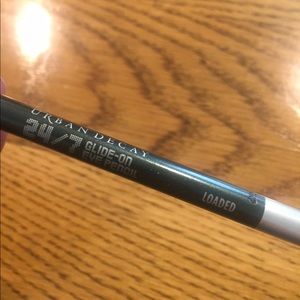 URBAN DECAY
24/7
GLIDE-ON
EYE PENCIL
LOADED